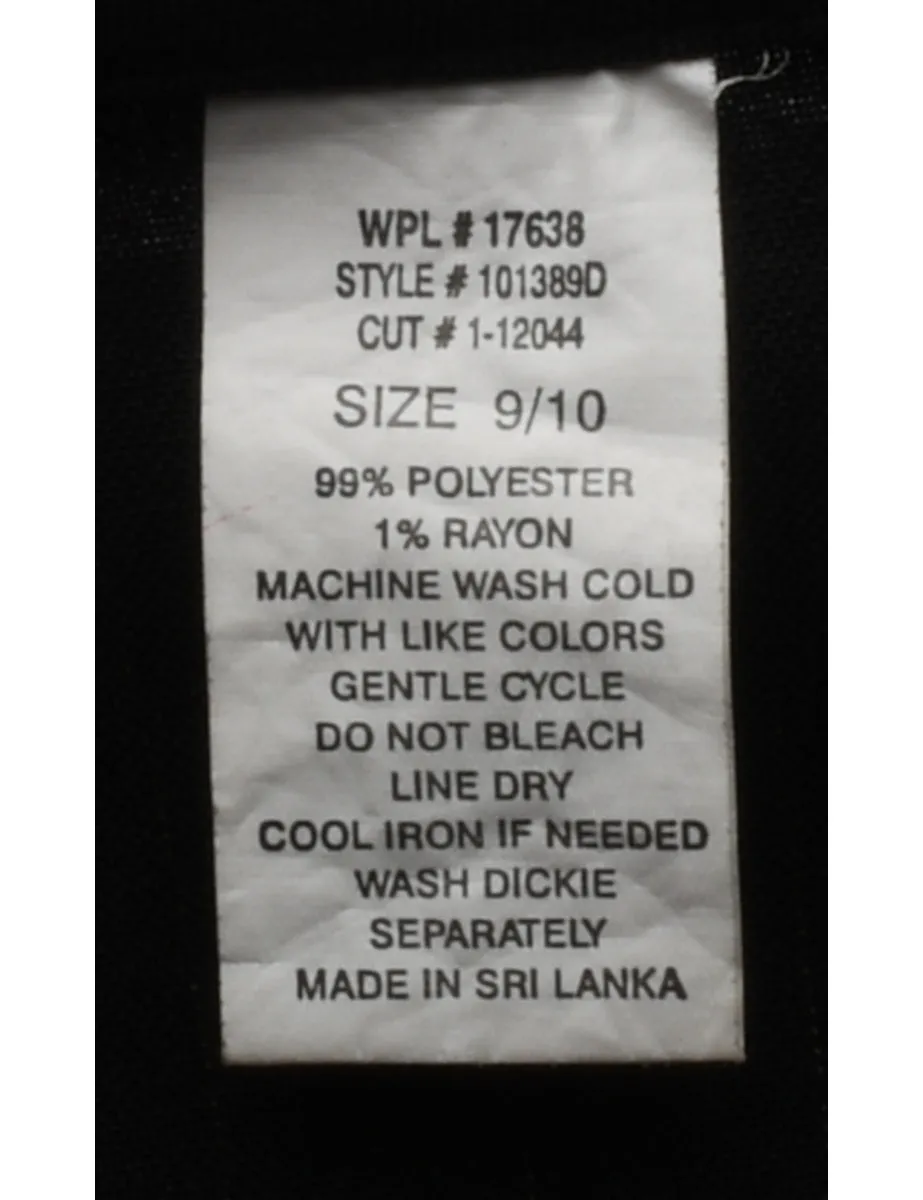 WPL # 17638
STYLE # 101389D
CUT # 1-12044
SIZE 9/10
99% POLYESTER
1% RAYON
MACHINE WASH COLD
WITH LIKE COLORS
GENTLE CYCLE
DO NOT BLEACH
LINE DRY
COOL IRON IF NEEDED
WASH DICKIE
SEPARATELY
MADE IN SRI LANKA